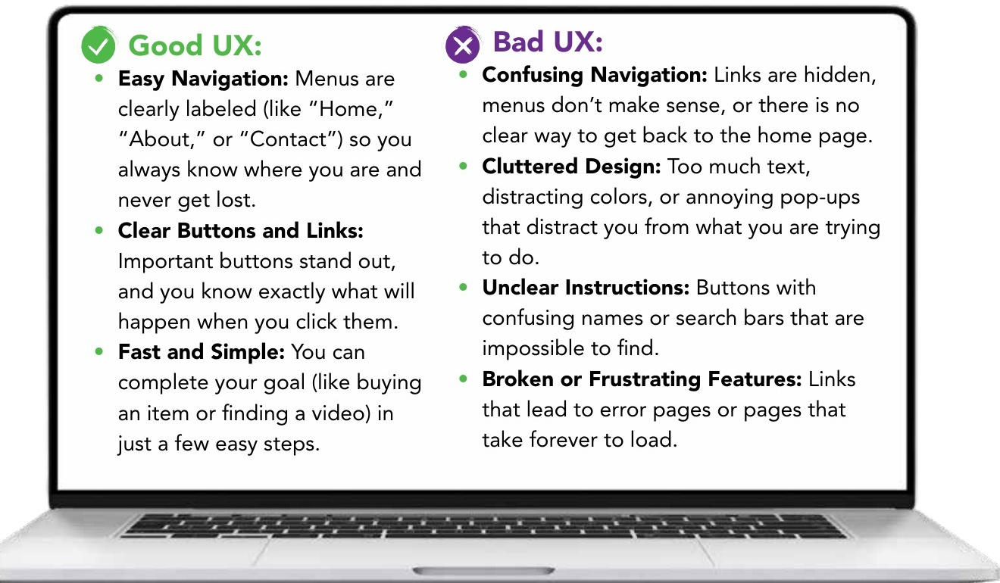 Good UX:
• Easy Navigation: Menus are
clearly labeled (like “Home,”
“About,” or “Contact”) so you
always know where you are and
never get lost.
• Clear Buttons and Links:
Important buttons stand out,
and you know exactly what will
happen when you click them.
• Fast and Simple: You can
complete your goal (like buying
an item or finding a video) in
just a few easy steps.
Bad UX:
• Confusing Navigation: Links are hidden,
menus don’t make sense, or there is no
clear way to get back to the home page.
• Cluttered Design: Too much text,
distracting colors, or annoying pop-ups
that distract you from what you are trying
to do.
• Unclear Instructions: Buttons with
confusing names or search bars that are
impossible to find.
• Broken or Frustrating Features: Links
that lead to error pages or pages that
take forever to load.